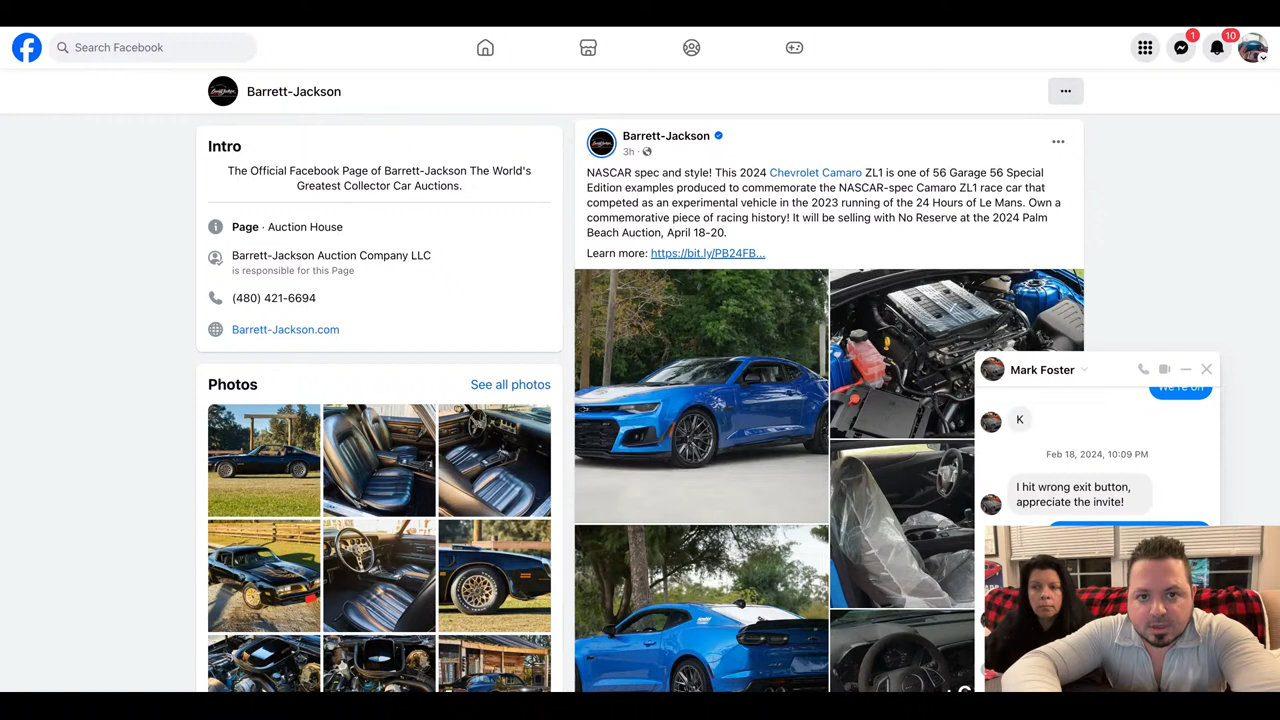 Search Facebook
1
10
Barrett-Jackson
Intro
The Official Facebook Page of Barrett-Jackson The World's
Greatest Collector Car Auctions.
Page · Auction House
Barrett-Jackson Auction Company LLC
is responsible for this Page
(480) 421-6694
Barrett-Jackson.com
Photos
See all photos
Barrett-Jackson
3h
NASCAR spec and style! This 2024 Chevrolet Camaro ZL1 is one of 56 Garage 56 Special
Edition examples produced to commemorate the NASCAR-spec Camaro ZL1 race car that
competed as an experimental vehicle in the 2023 running of the 24 Hours of Le Mans. Own a
commemorative piece of racing history! It will be selling with No Reserve at the 2024 Palm
Beach Auction, April 18-20.
Learn more: https://bit.ly/PB24FB...
Mark Foster
We're on
K
Feb 18, 2024, 10:09 PM
I hit wrong exit button,
appreciate the invite!